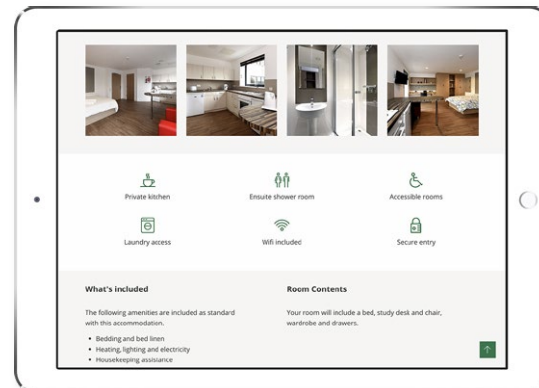 Private kitchen
Ensuite shower room
Accessible rooms
Laundry access
Wifi included
Secure entry
What's included
The following amenities are included as standard
with this accommodation.
• Bedding and bed linen
• Heating, lighting and electricity
• Housekeeping assistance
Room Contents
Your room will include a bed, study desk and chair,
wardrobe and drawers.